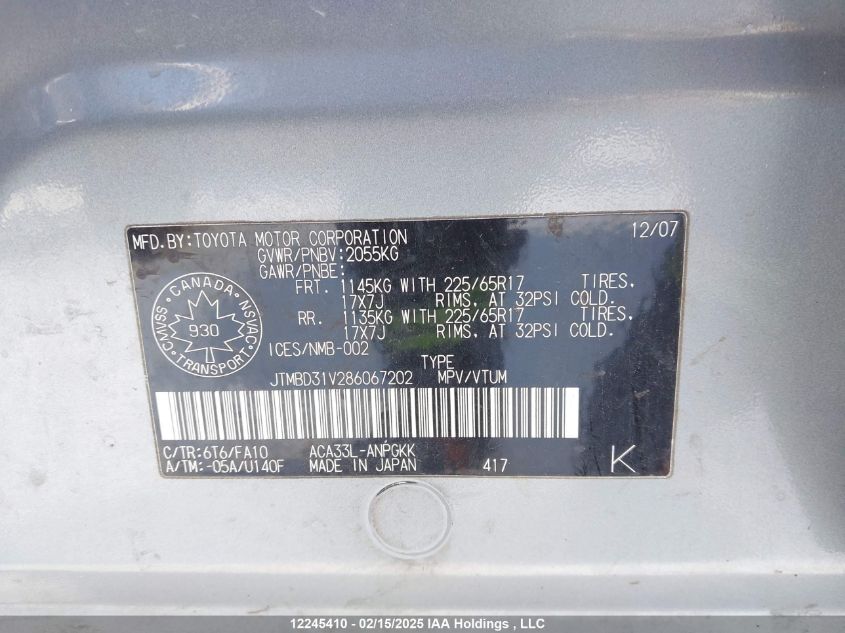 MFD.BY:TOYOTA MOTOR CORPORATION 12/07
GVWR/PNBV:2055KG
GAWR/PNBE:
FRT. 1145KG WITH 225/65R17 TIRES,
17X7J RIMS, AT 32PSI COLD.
RR. 1135KG WITH 225/65R17 TIRES,
17X7J RIMS, AT 32PSI COLD.
CANADA
CMVSS NSVAC
930
TRANSPORT
ICES/NMB-002
TYPE
JTMBD31V286067202 MPV/VTUM
C/TR:6T6/FA10 ACA33L-ANPGKK
A/TM:-05A/U140F MADE IN JAPAN 417 K
12245410 - 02/15/2025 IAA Holdings , LLC